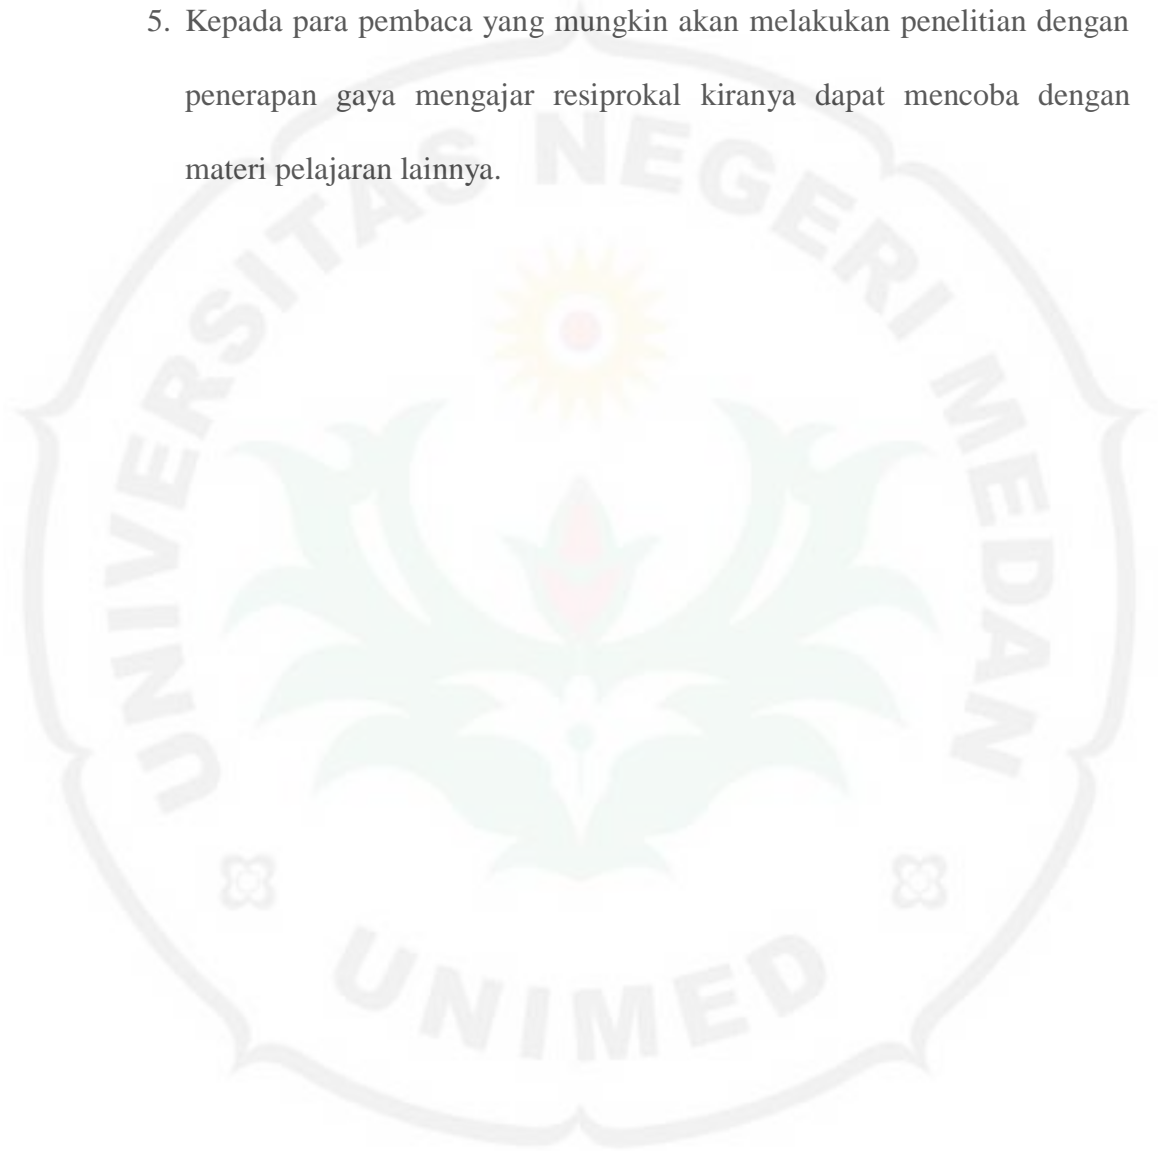 5. Kepada para pembaca yang mungkin akan melakukan penelitian dengan
penerapan gaya mengajar resiprokal kiranya dapat mencoba dengan
materi pelajaran lainnya.
UNIVERSITAS NEGERI MEDAN
UNIMED